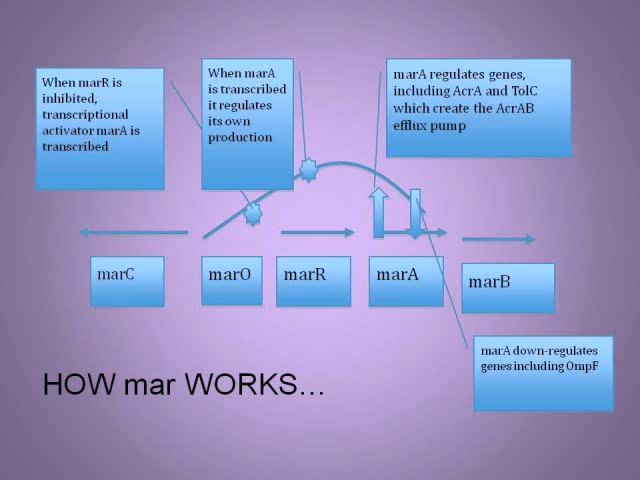 When marR is
inhibited,
transcriptional
activator marA is
transcribed
When marA
is transcribed
it regulates
its own
production
marA regulates genes,
including AcrA and TolC
which create the AcrAB
efflux pump
marC
marO
marR
marA
marB
marA down-regulates
genes including OmpF
HOW mar WORKS...